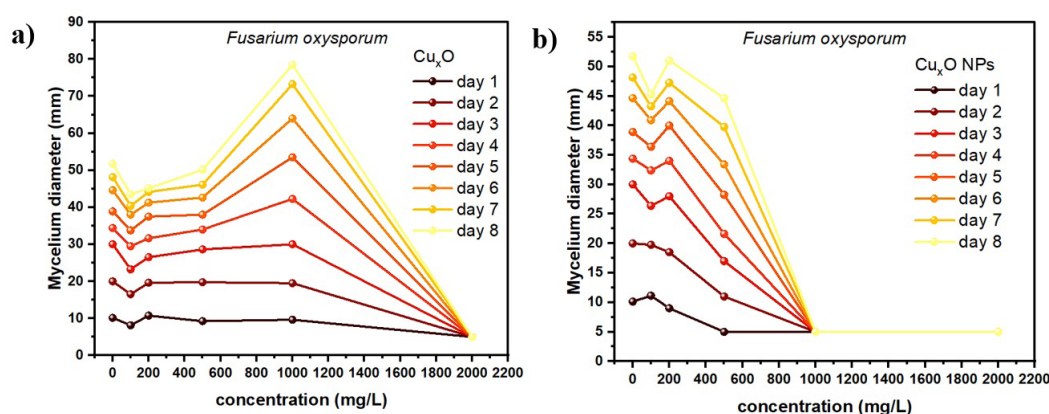 a)
Fusarium oxysporum
CuxO
day 1
day 2
day 3
day 4
day 5
day 6
day 7
day 8
Mycelium diameter (mm)
90
80
70
60
50
40
30
20
10
0
0 200 400 600 800 1000 1200 1400 1600 1800 2000 2200
concentration (mg/L)
b)
Fusarium oxysporum
CuxO NPs
day 1
day 2
day 3
day 4
day 5
day 6
day 7
day 8
Mycelium diameter (mm)
55
50
45
40
35
30
25
20
15
10
5
0
0 200 400 600 800 1000 1200 1400 1600 1800 2000 2200
concentration (mg/L)